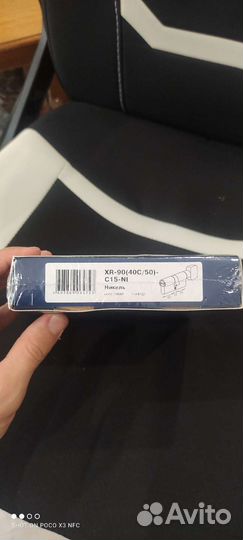 XR-90(40C/50)-
C15-NI
Никель
SHOT ON POCO X3 NFC
Avito